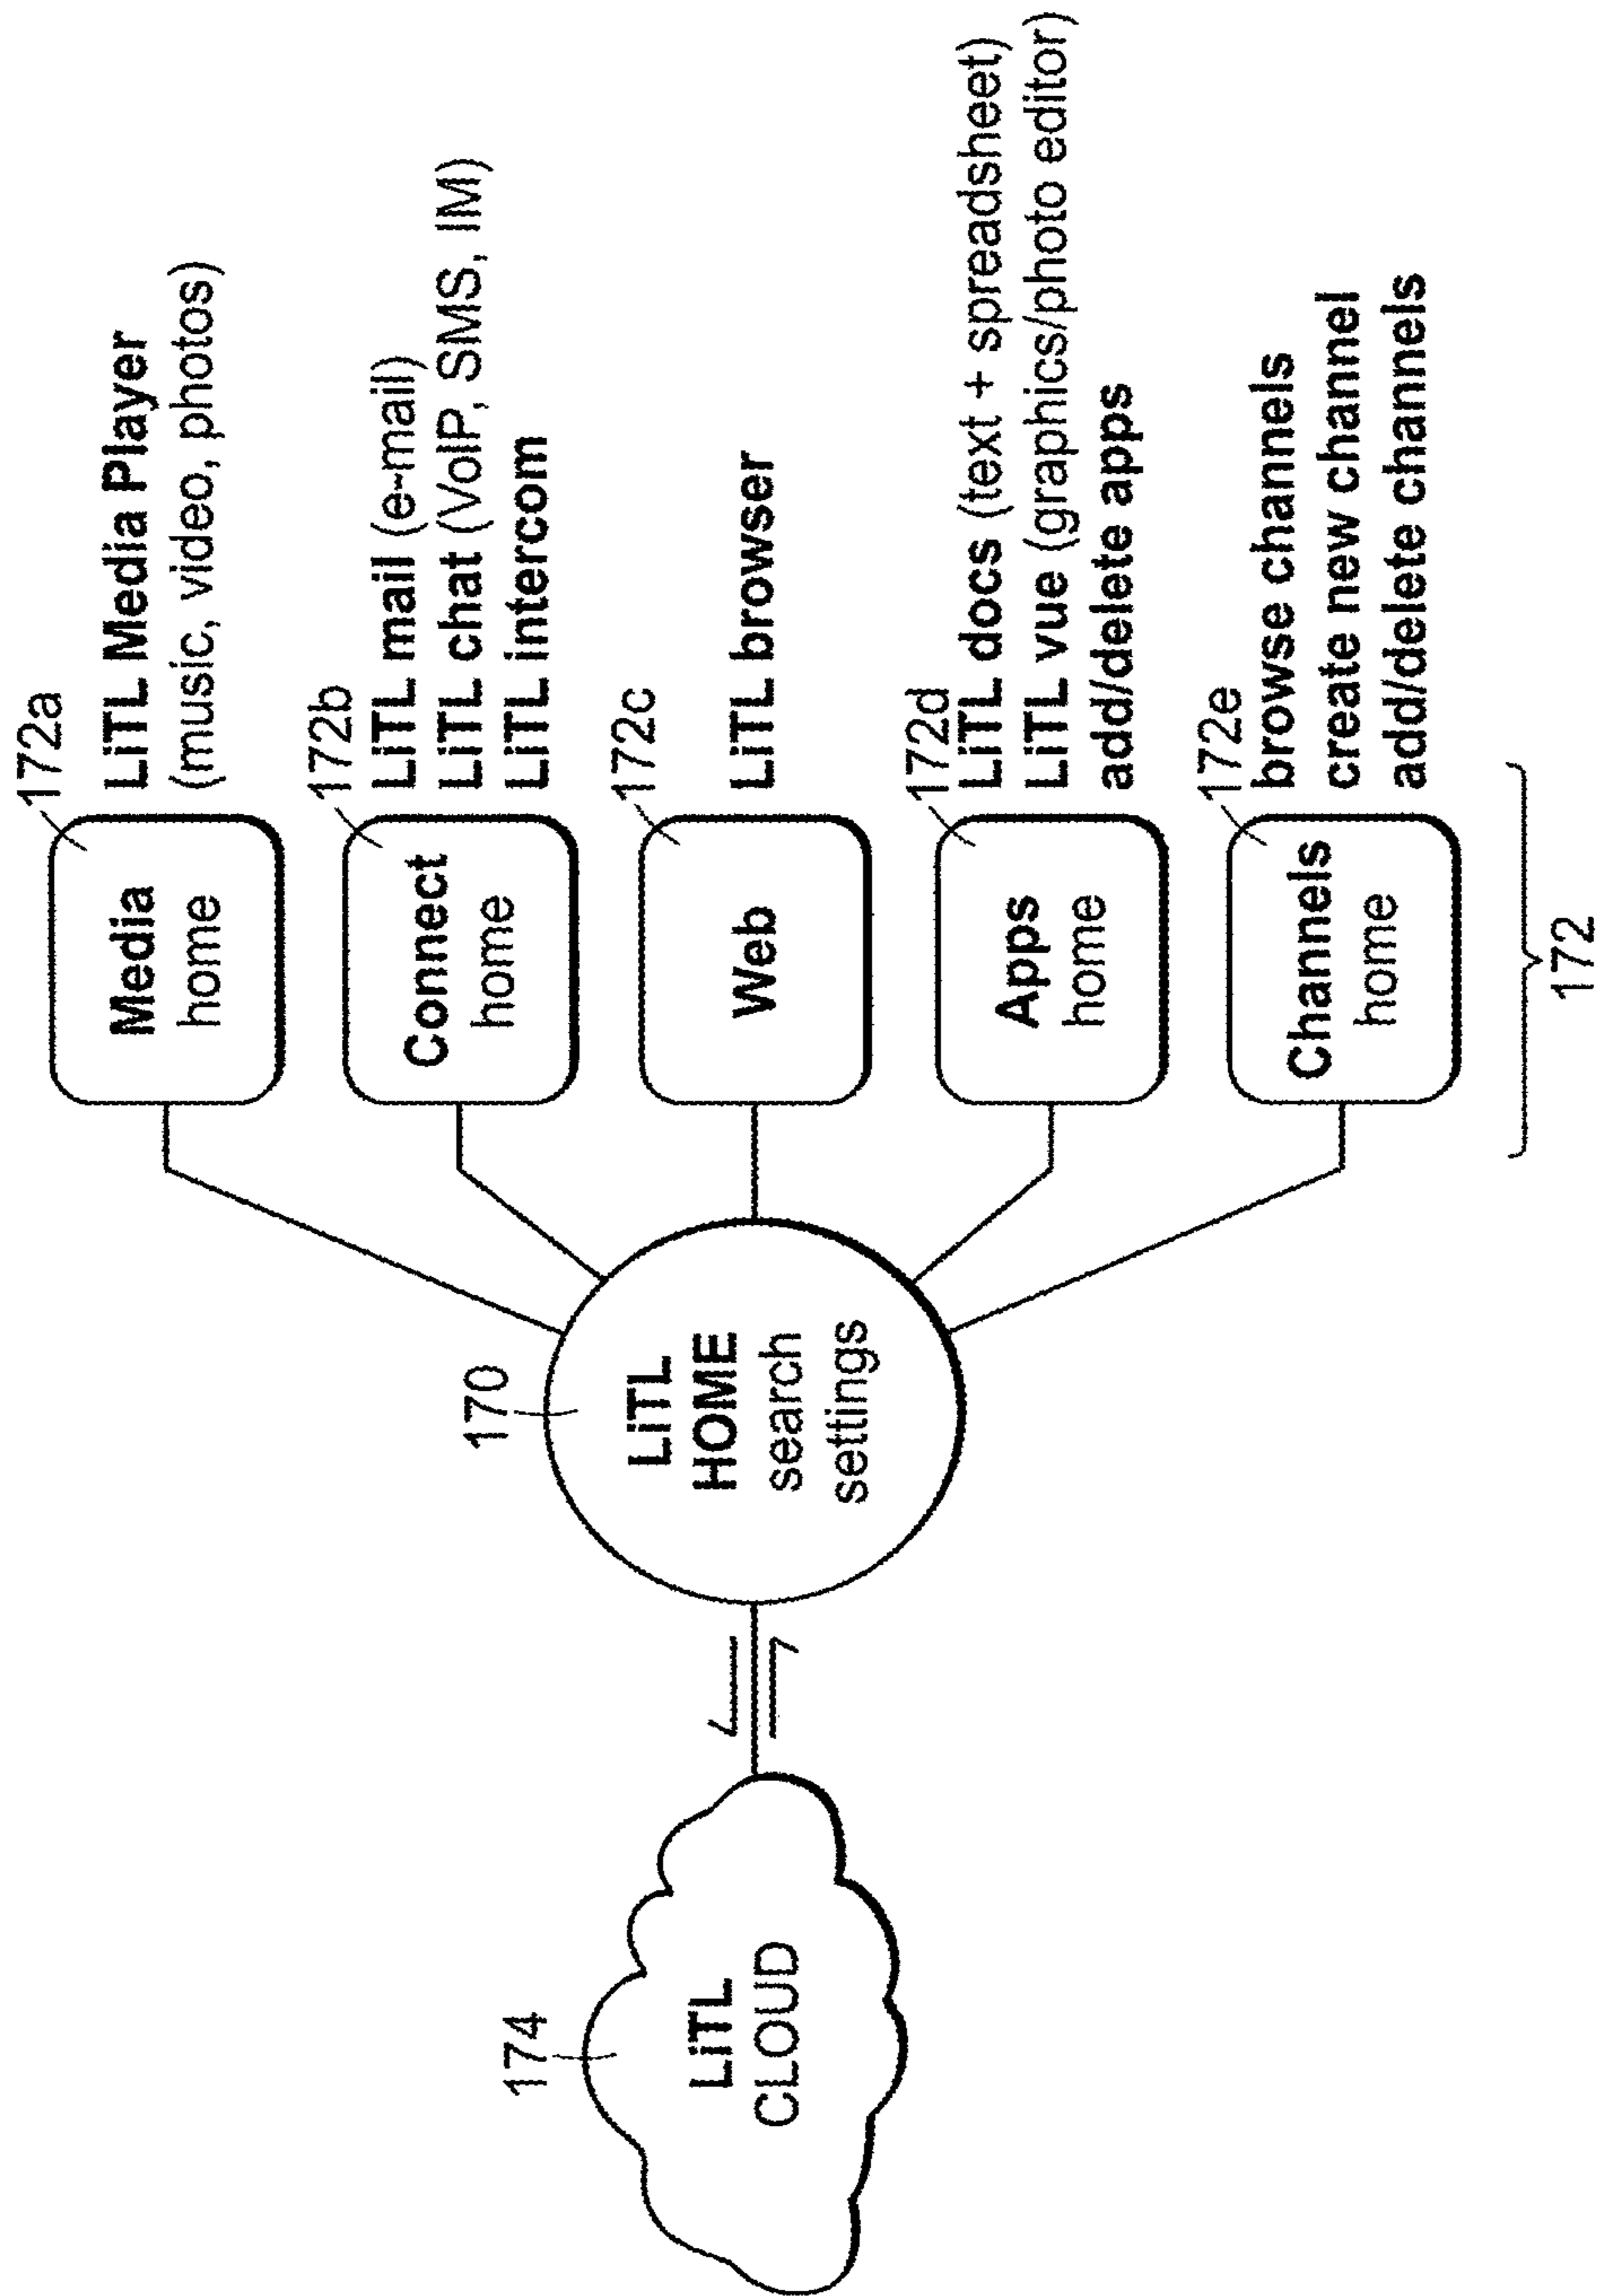 174
LiTL
CLOUD
170
LiTL
HOME
search
settings
172a
Media
home
LiTL Media Player
(music, video, photos)
172b
Connect
home
LiTL mail (e-mail)
LiTL chat (VoIP, SMS, IM)
LiTL intercom
172c
Web
LiTL browser
172d
Apps
home
LiTL docs (text + spreadsheet)
LiTL vue (graphics/photo editor)
add/delete apps
172e
Channels
home
browse channels
create new channel
add/delete channels
172